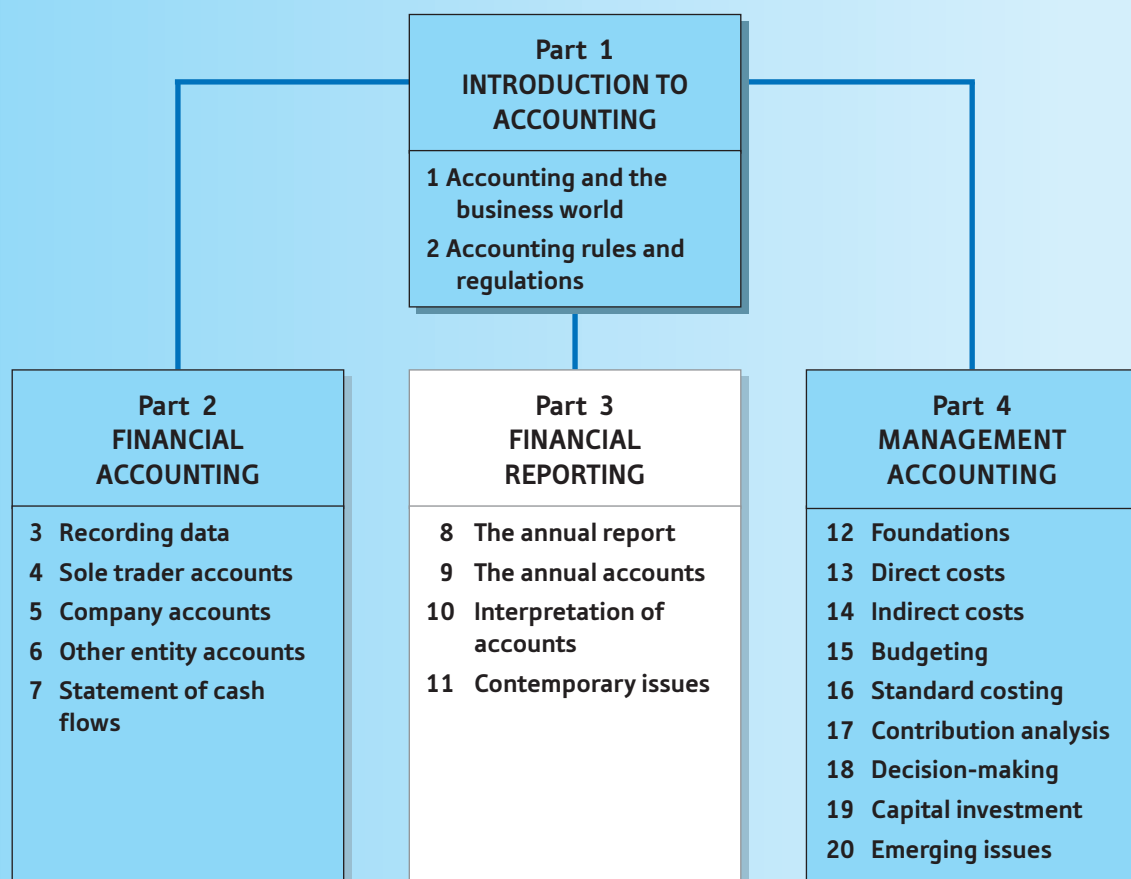 Part 1
INTRODUCTION TO
ACCOUNTING
1 Accounting and the
business world
2 Accounting rules and
regulations
Part 2
FINANCIAL
ACCOUNTING
3 Recording data
4 Sole trader accounts
5 Company accounts
6 Other entity accounts
7 Statement of cash
flows
Part 3
FINANCIAL
REPORTING
8 The annual report
9 The annual accounts
10 Interpretation of
accounts
11 Contemporary issues
Part 4
MANAGEMENT
ACCOUNTING
12 Foundations
13 Direct costs
14 Indirect costs
15 Budgeting
16 Standard costing
17 Contribution analysis
18 Decision-making
19 Capital investment
20 Emerging issues